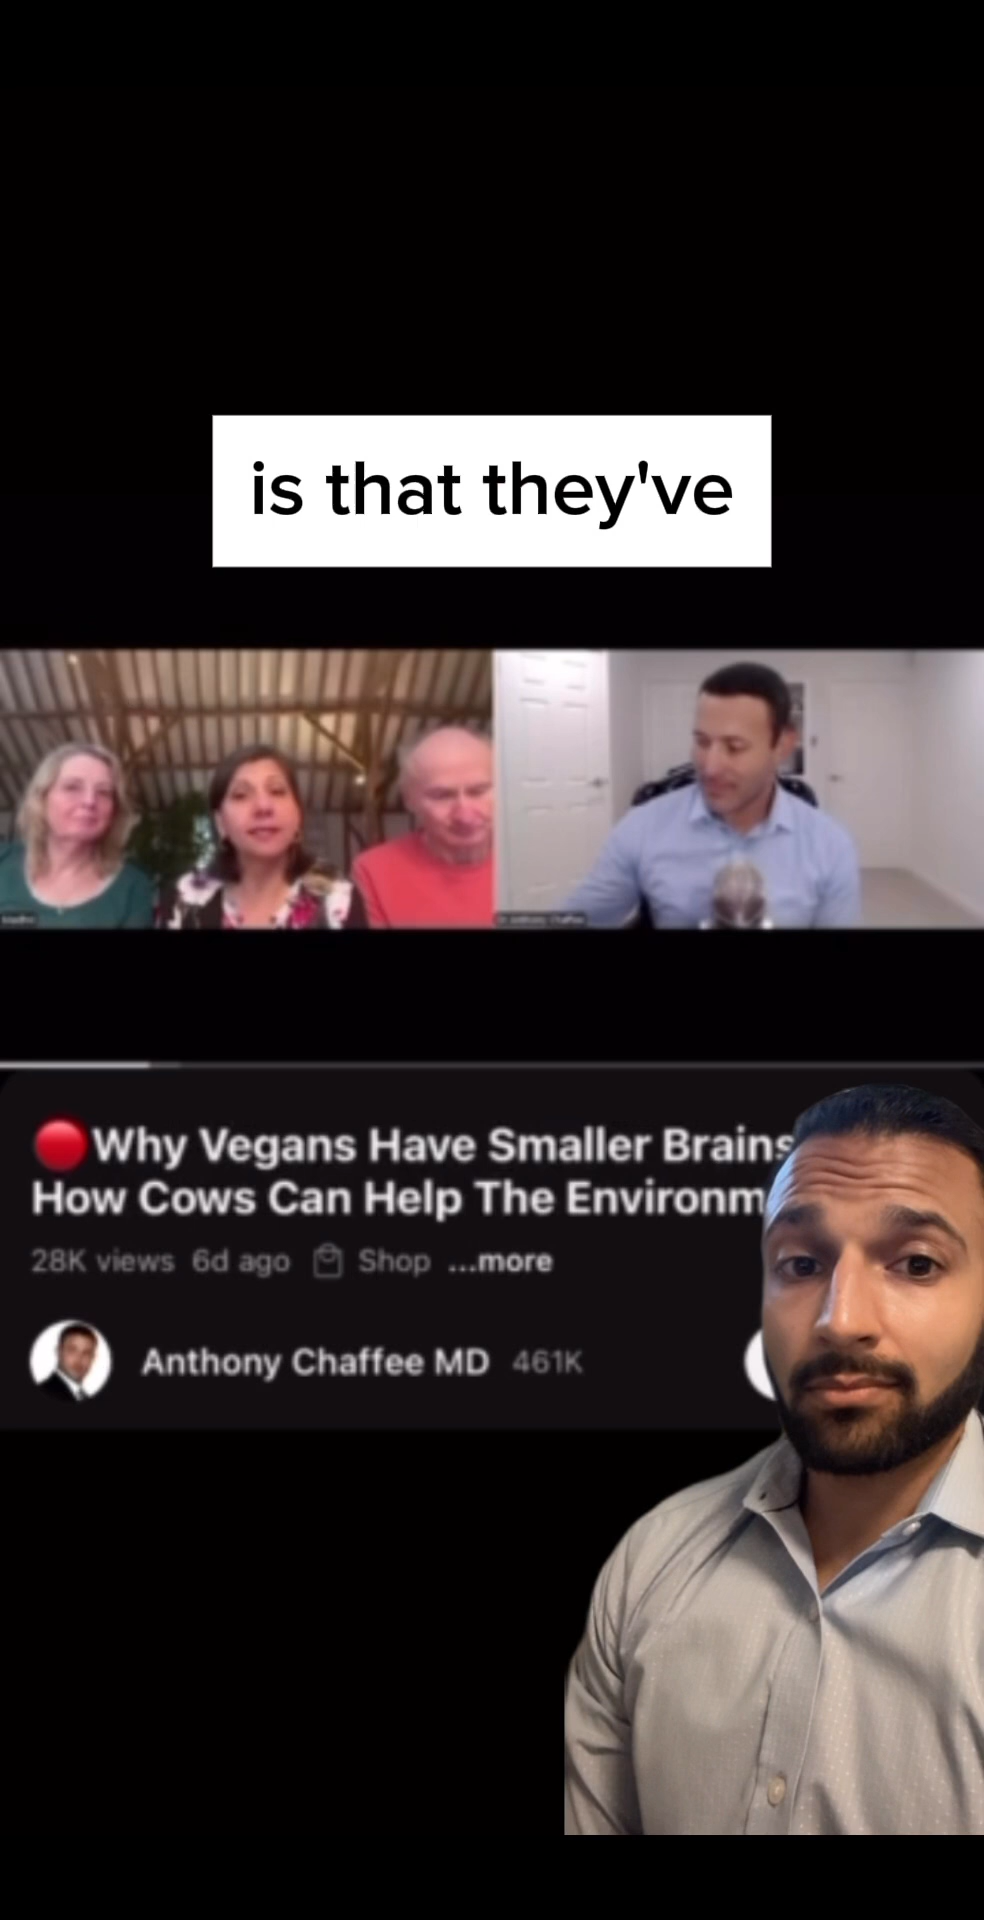 is that they've
🔴Why Vegans Have Smaller Brains
How Cows Can Help The Environm
28K views 6d ago Shop ...more
Anthony Chaffee MD 461K